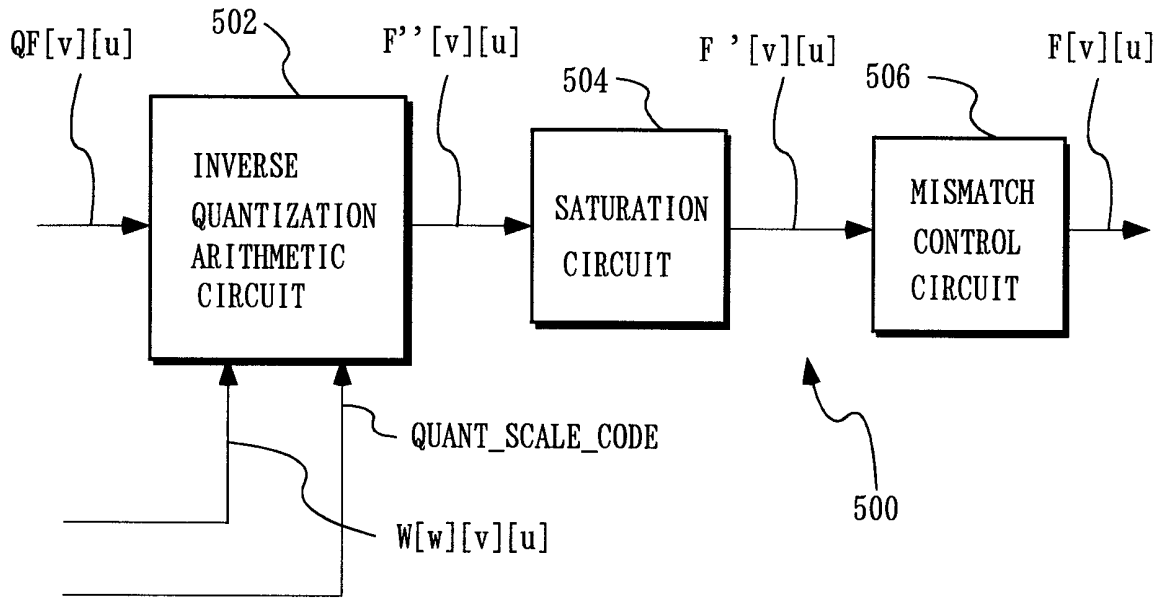 QF[v][u]
502
F''[v][u]
504
F '[v][u]
506
F[v][u]
INVERSE
QUANTIZATION
ARITHMETIC
CIRCUIT
SATURATION
CIRCUIT
MISMATCH
CONTROL
CIRCUIT
QUANT_SCALE_CODE
W[w][v][u]
500